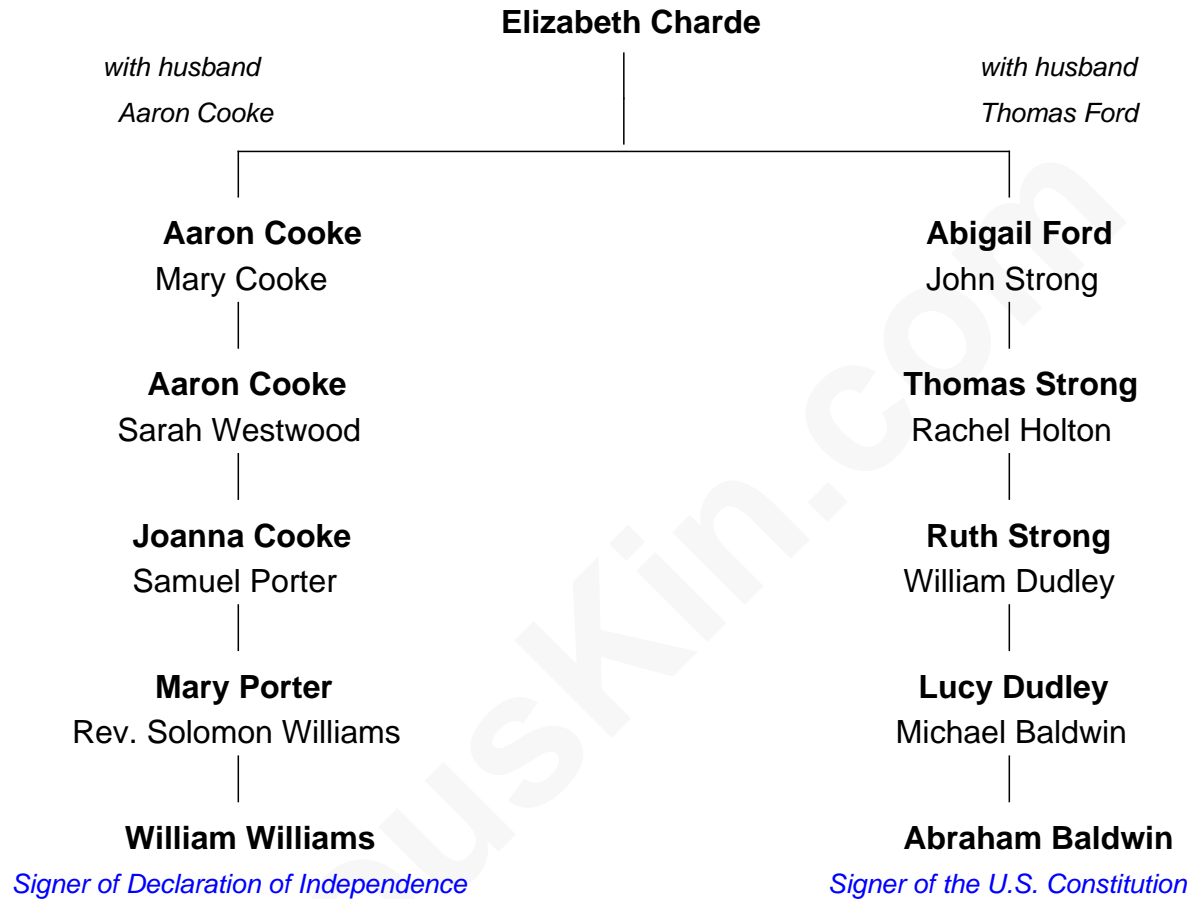 Elizabeth Charde
with husband
Aaron Cooke
with husband
Thomas Ford
Aaron Cooke
Mary Cooke
Abigail Ford
John Strong
Aaron Cooke
Sarah Westwood
Thomas Strong
Rachel Holton
Joanna Cooke
Samuel Porter
Ruth Strong
William Dudley
Mary Porter
Rev. Solomon Williams
Lucy Dudley
Michael Baldwin
William Williams
Signer of Declaration of Independence
Abraham Baldwin
Signer of the U.S. Constitution
usKin.com